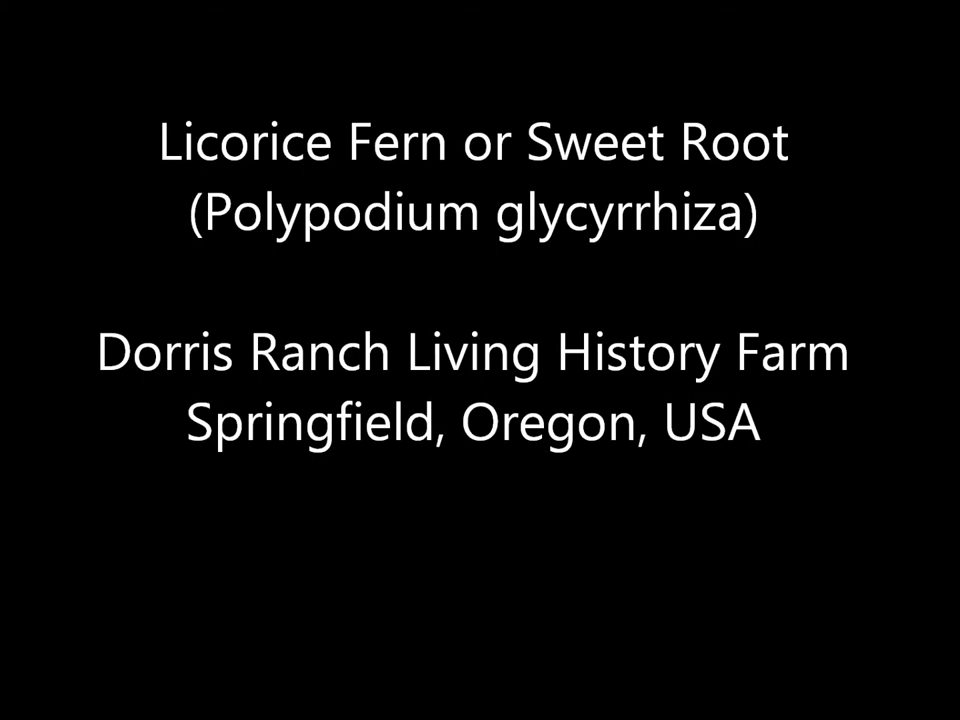 Licorice Fern or Sweet Root
(Polypodium glycyrrhiza)
Dorris Ranch Living History Farm
Springfield, Oregon, USA